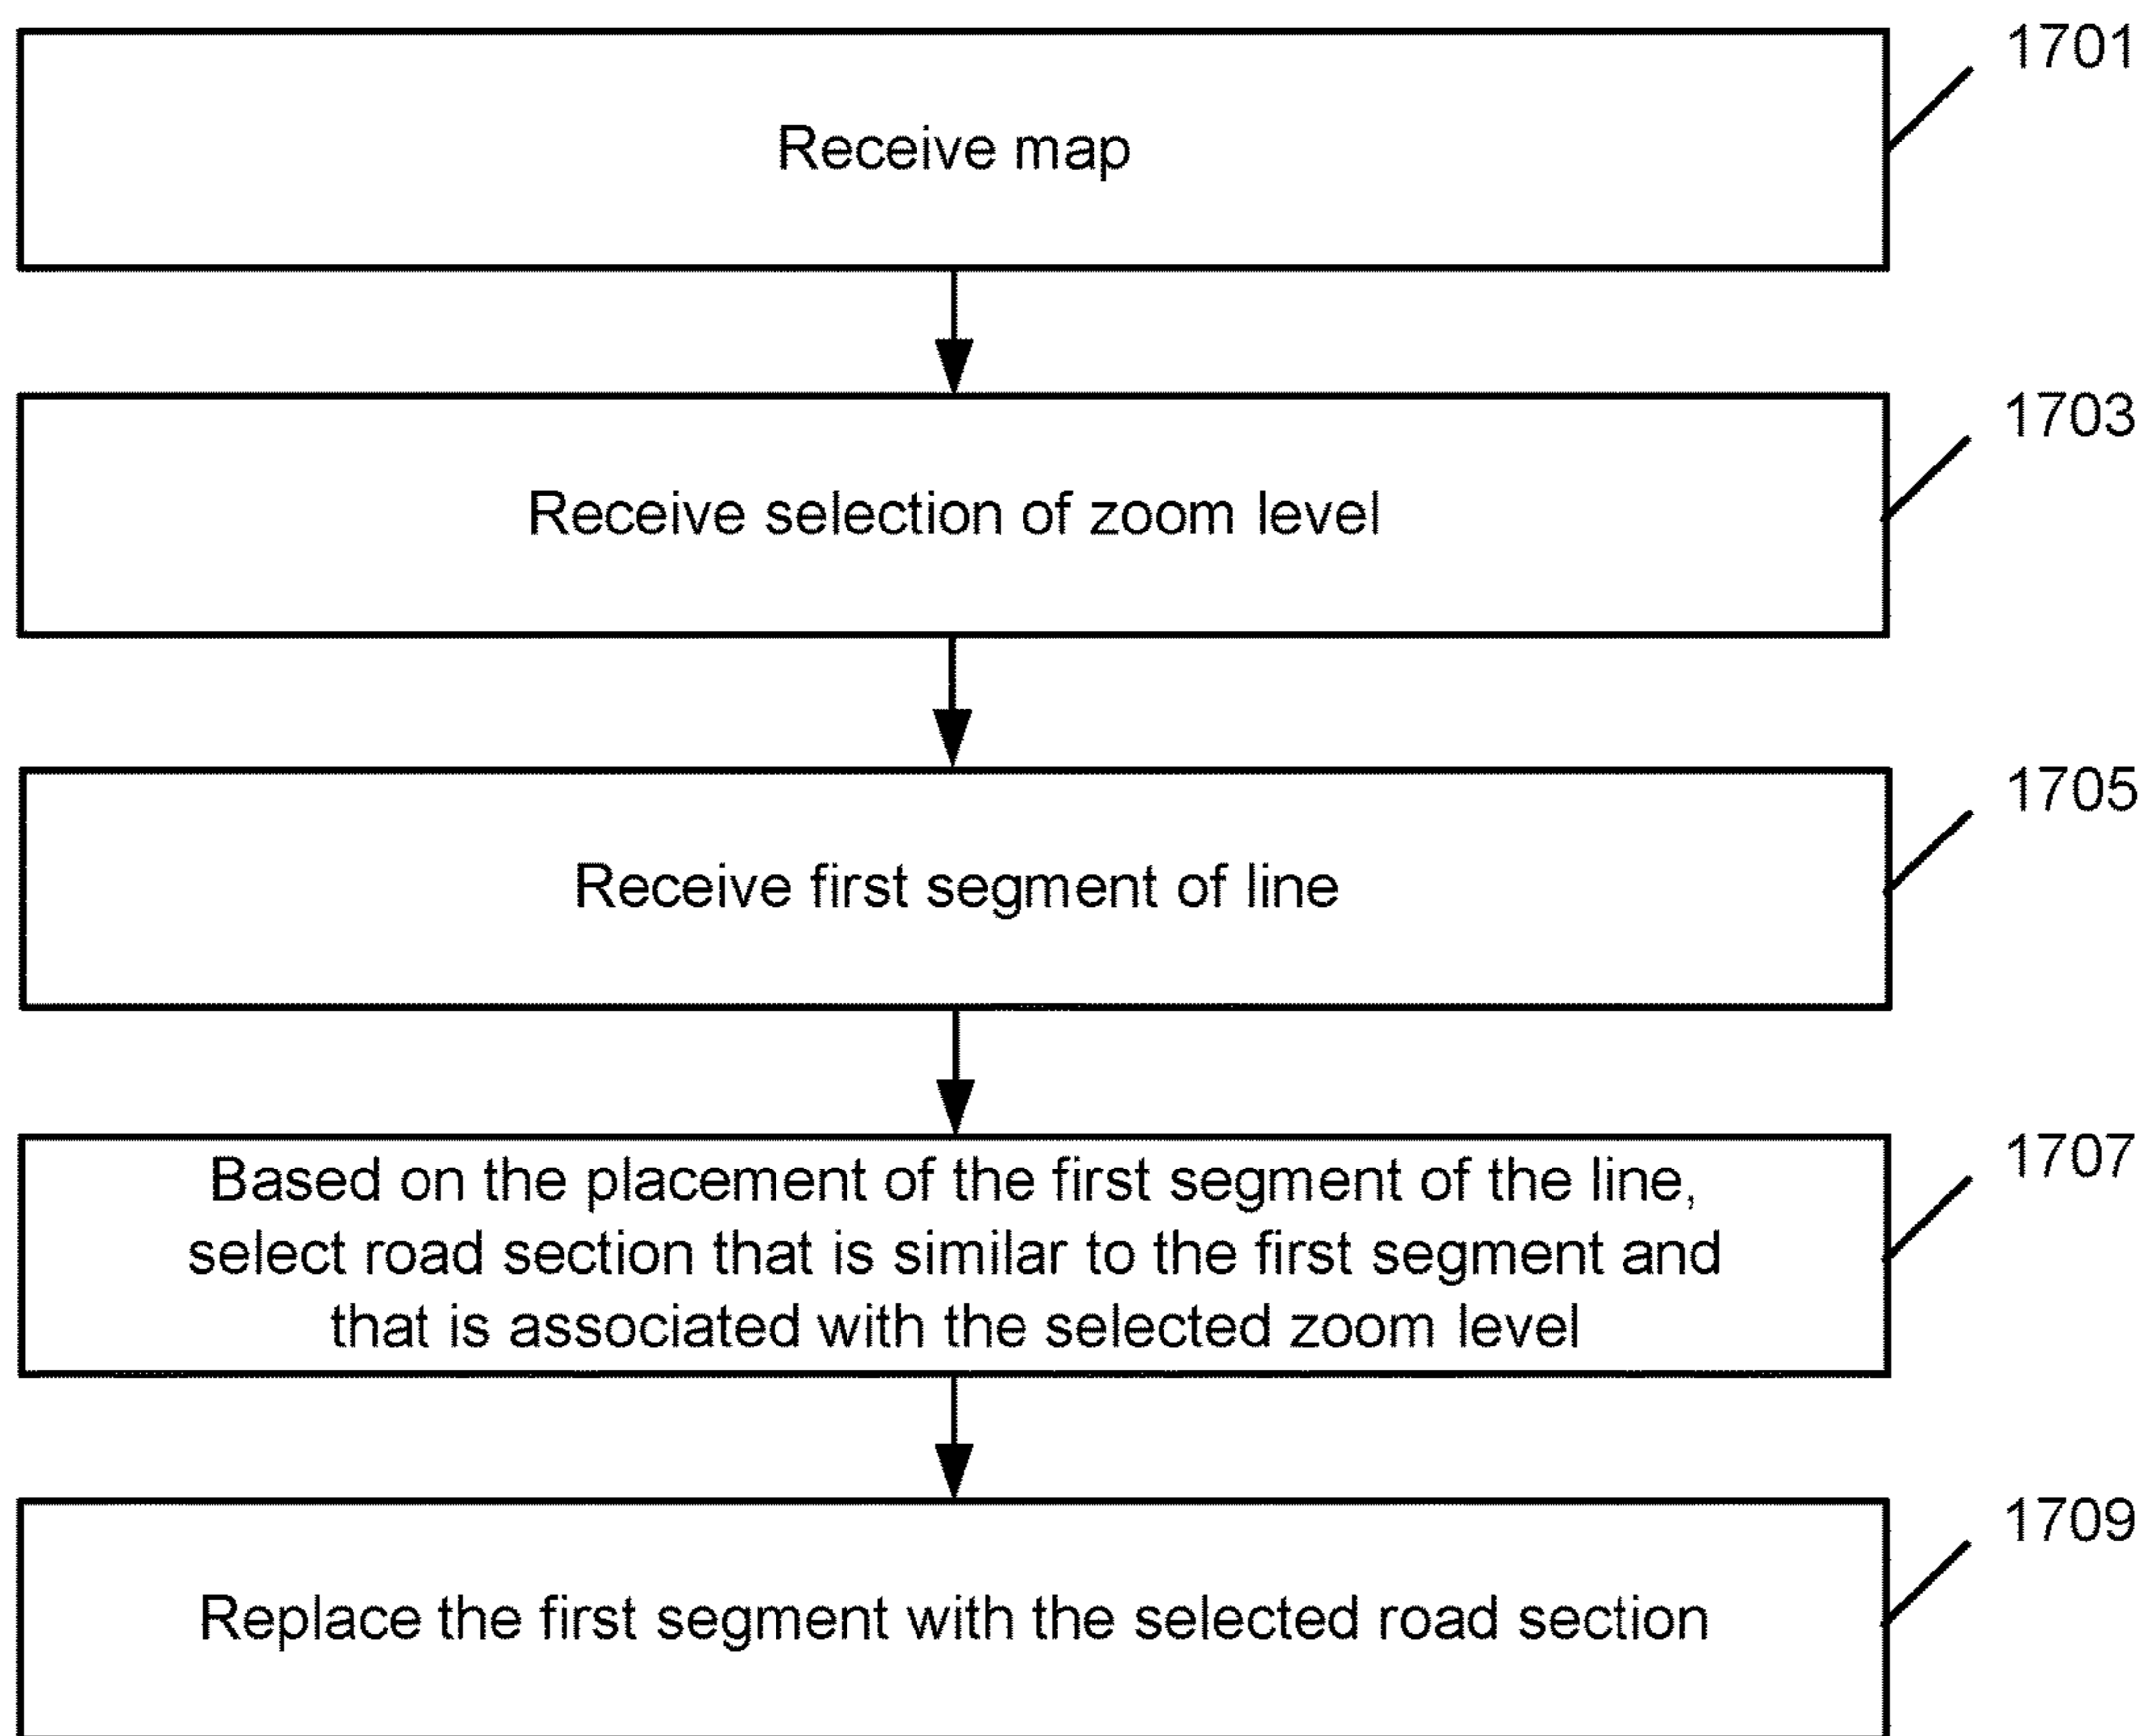 1701
Receive map
1703
Receive selection of zoom level
1705
Receive first segment of line
1707
Based on the placement of the first segment of the line,
select road section that is similar to the first segment and
that is associated with the selected zoom level
1709
Replace the first segment with the selected road section